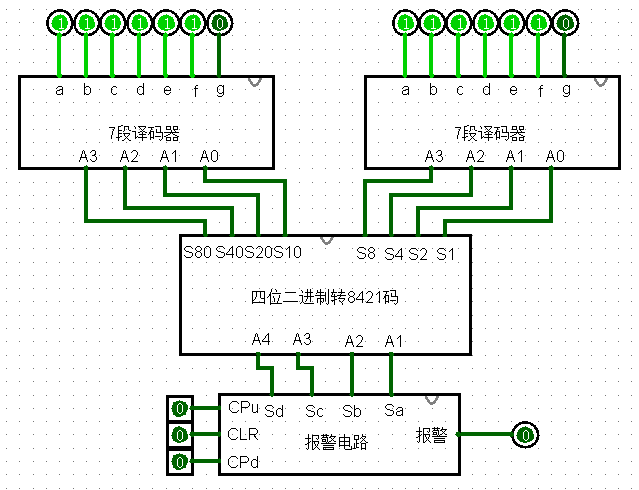 1 1 1 1 1 1 0 1 1 1 1 1 1 0
a b c d e f g a b c d e f g
7段译码器 7段译码器
A3 A2 A1 A0 A3 A2 A1 A0
S80 S40 S20 S10 S8 S4 S2 S1
四位二进制转8421码
A4 A3 A2 A1
0 CPu Sd Sc Sb Sa
0 CLR 报警电路 报警 0
0 CPd